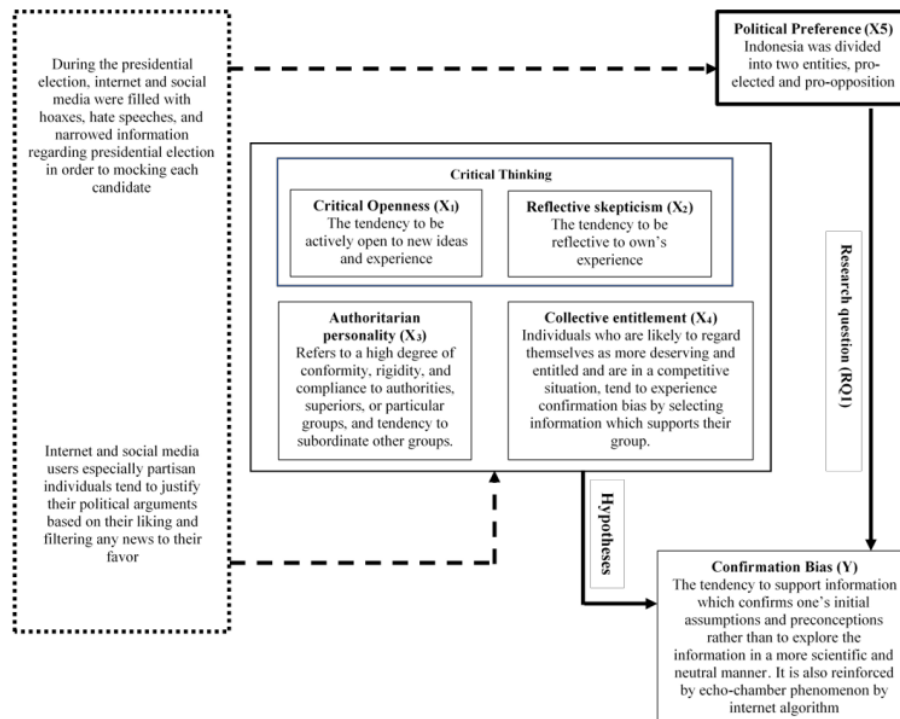 During the presidential
election, internet and social
media were filled with
hoaxes, hate speeches, and
narrowed information
regarding presidential election
in order to mocking each
candidate
Internet and social media
users especially partisan
individuals tend to justify
their political arguments
based on their liking and
filtering any news to their
favor
Political Preference (X5)
Indonesia was divided
into two entities, pro-
elected and pro-opposition
Critical Thinking
Critical Openness (X₁)
The tendency to be
actively open to new ideas
and experience
Reflective skepticism (X₂)
The tendency to be
reflective to own’s
experience
Authoritarian
personality (X₃)
Refers to a high degree of
conformity, rigidity, and
compliance to authorities,
superiors, or particular
groups, and tendency to
subordinate other groups.
Collective entitlement (X₄)
Individuals who are likely to regard
themselves as more deserving and
entitled and are in a competitive
situation, tend to experience
confirmation bias by selecting
information which supports their
group.
Research question (RQ1)
Hypotheses
Confirmation Bias (Y)
The tendency to support information
which confirms one’s initial
assumptions and preconceptions
rather than to explore the
information in a more scientific and
neutral manner. It is also reinforced
by echo-chamber phenomenon by
internet algorithm